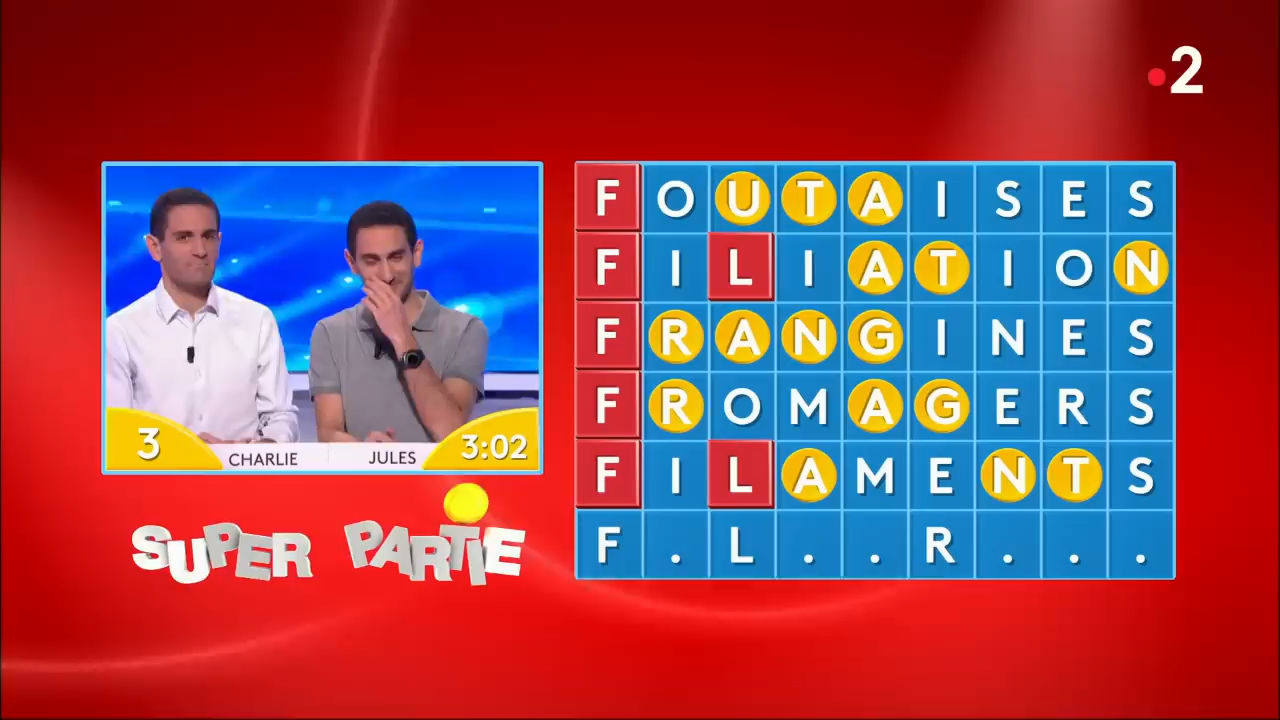 2
FOUTAISES
FILIATION
FRANGINES
FROMAGERS
FILAMENTS
F.L..R...
3
CHARLIE
JULES
3:02
SUPER PARTIE